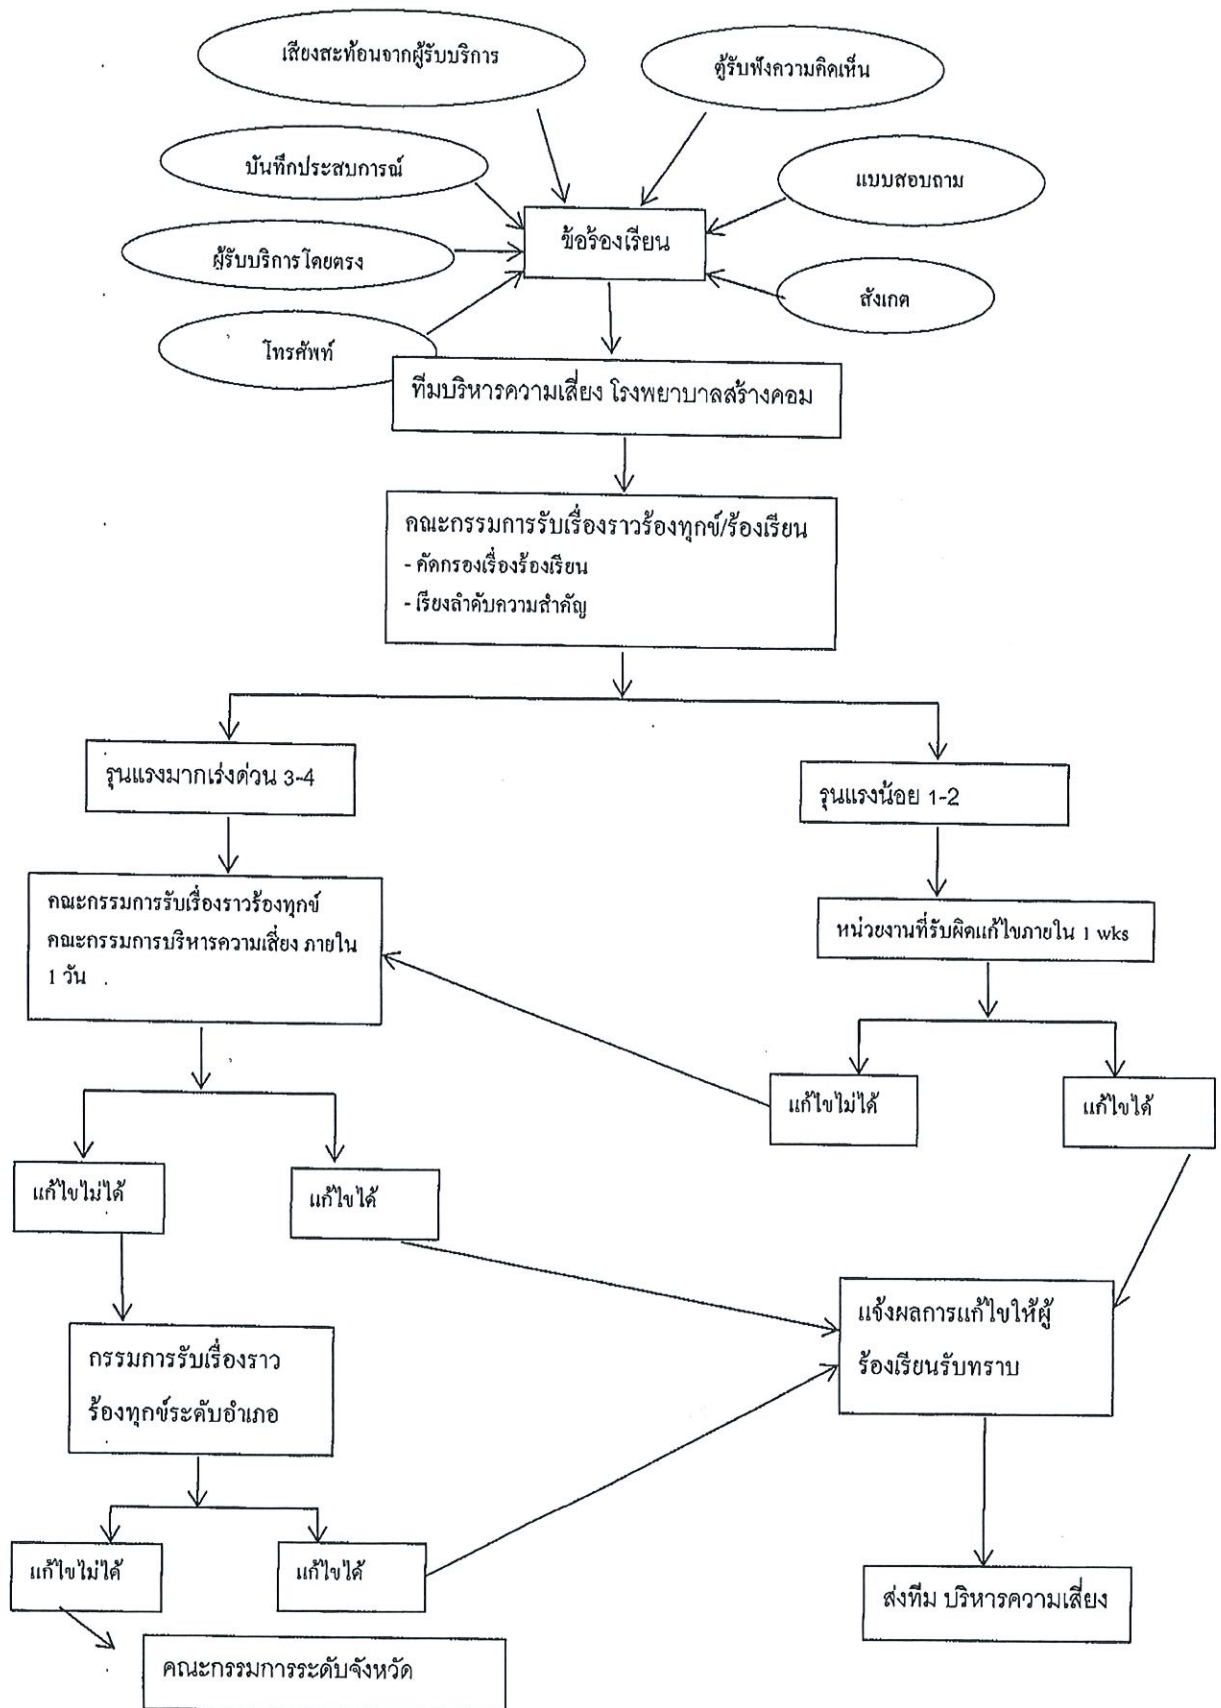 เสียงสะท้อนจากผู้รับบริการ
ตู้รับฟังความคิดเห็น
บันทึกประสบการณ์
แบบสอบถาม
ข้อร้องเรียน
ผู้รับบริการโดยตรง
สังเกต
โทรศัพท์
ทีมบริหารความเสี่ยง โรงพยาบาลสร้างคอม
คณะกรรมการรับเรื่องราวร้องทุกข์/ร้องเรียน
- คัดกรองเรื่องร้องเรียน
- เรียงลำดับความสำคัญ
รุนแรงมากเร่งด่วน 3-4
รุนแรงน้อย 1-2
คณะกรรมการรับเรื่องราวร้องทุกข์
คณะกรรมการบริหารความเสี่ยง ภายใน
1 วัน
หน่วยงานที่รับผิดแก้ไขภายใน 1 wks
แก้ไขไม่ได้
แก้ไขได้
แก้ไขไม่ได้
แก้ไขได้
แจ้งผลการแก้ไขให้ผู้
ร้องเรียนรับทราบ
กรรมการรับเรื่องราว
ร้องทุกข์ระดับอำเภอ
แก้ไขไม่ได้
แก้ไขได้
ส่งทีม บริหารความเสี่ยง
คณะกรรมการระดับจังหวัด